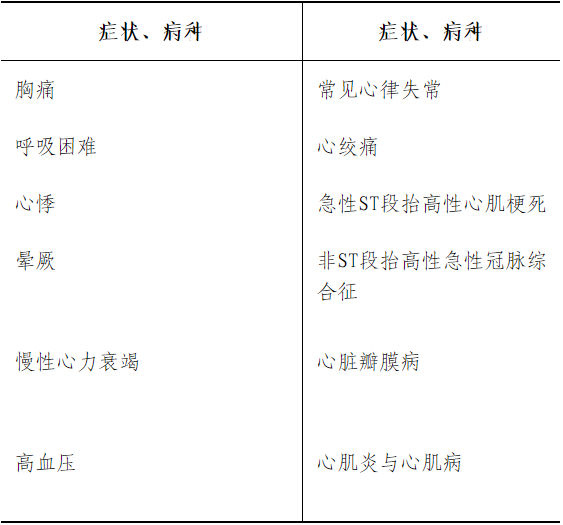 症状、病种 症状、病种
胸痛 常见心律失常
呼吸困难 心绞痛
心悸 急性ST段抬高性心肌梗死
晕厥 非ST段抬高性急性冠脉综
合征
慢性心力衰竭 心脏瓣膜病
高血压 心肌炎与心肌病